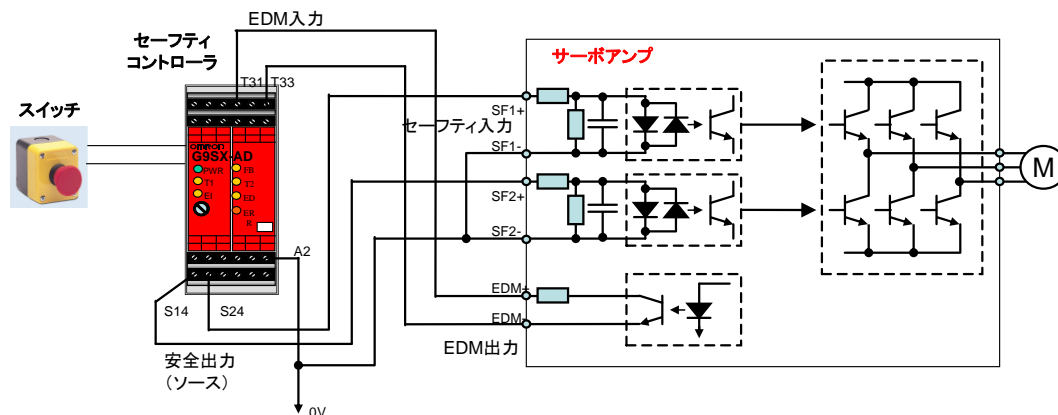 EDM入力
セーフティ
コントローラ
サーボアンプ
T31 T33
スイッチ
SF1+
セーフティ入力
SF1-
omron
G9SX-AD
PWR
FB
T1
T2
EI
ED
ER
R
SF2+
SF2-
A2
M
S14
S24
EDM+
EDM-
EDM出力
安全出力
(ソース)
0V